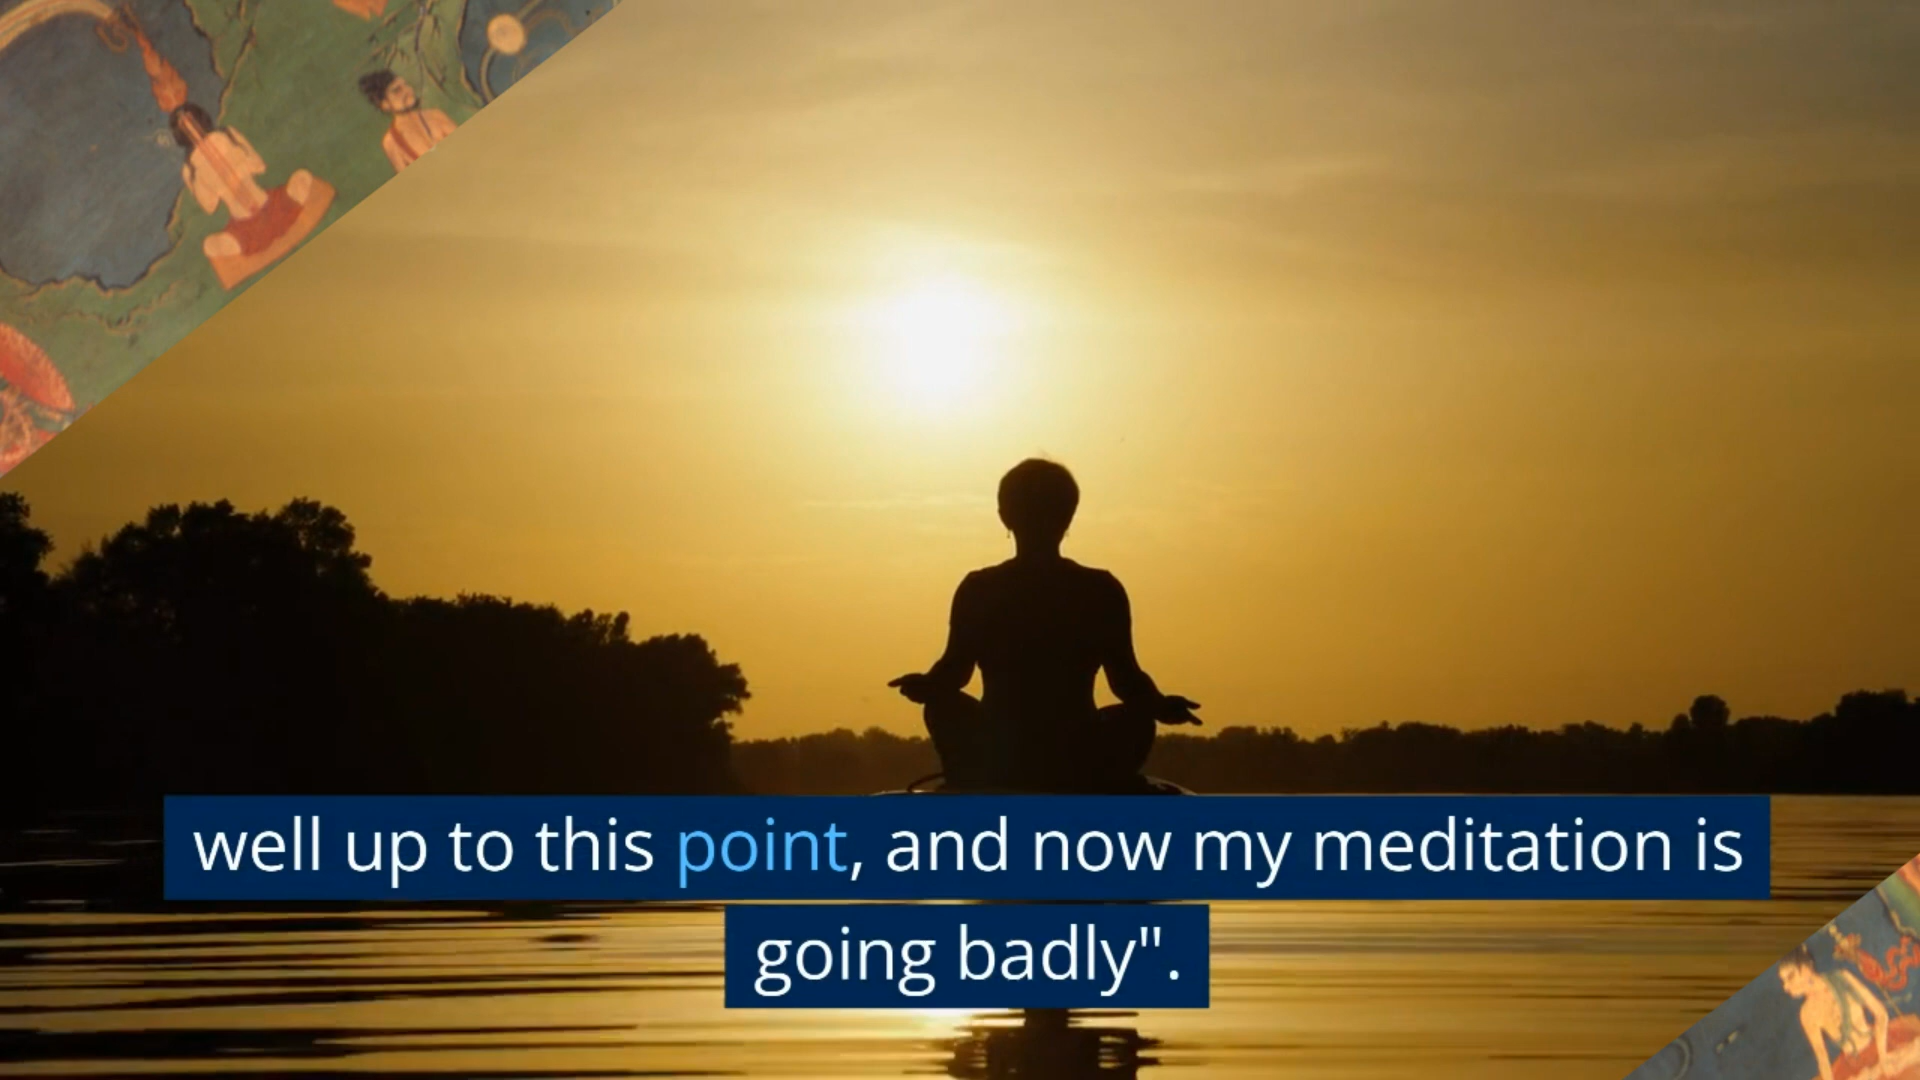 well up to this point, and now my meditation is
going badly".